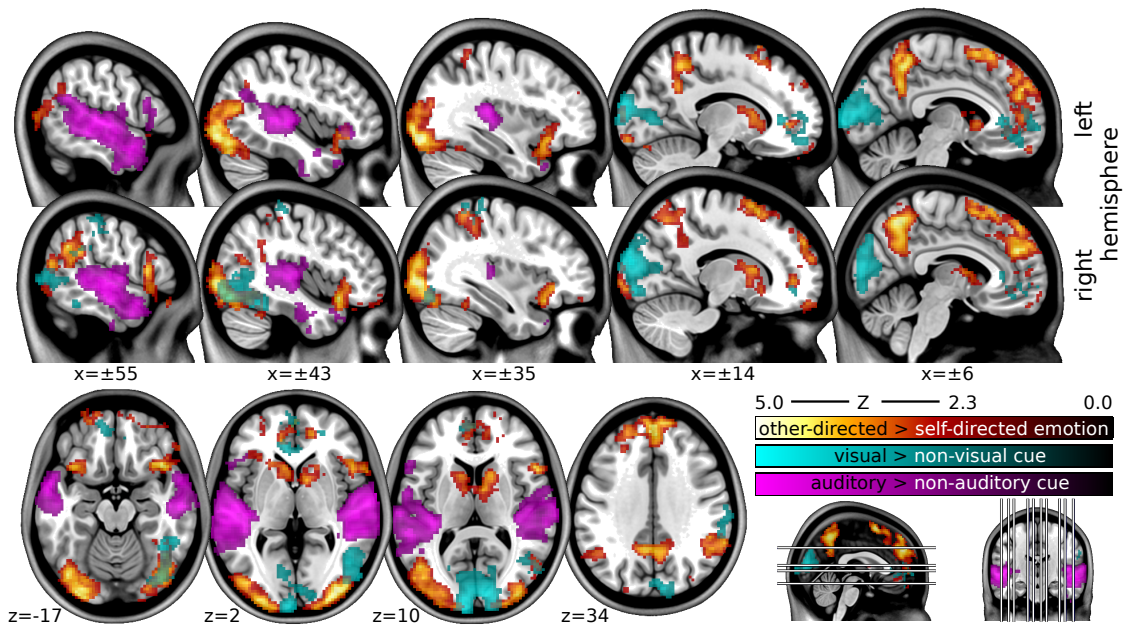 left
right
hemisphere
x=±55
x=±43
x=±35
x=±14
x=±6
5.0 Z 2.3 0.0
other-directed > self-directed emotion
visual > non-visual cue
auditory > non-auditory cue
z=-17
z=2
z=10
z=34